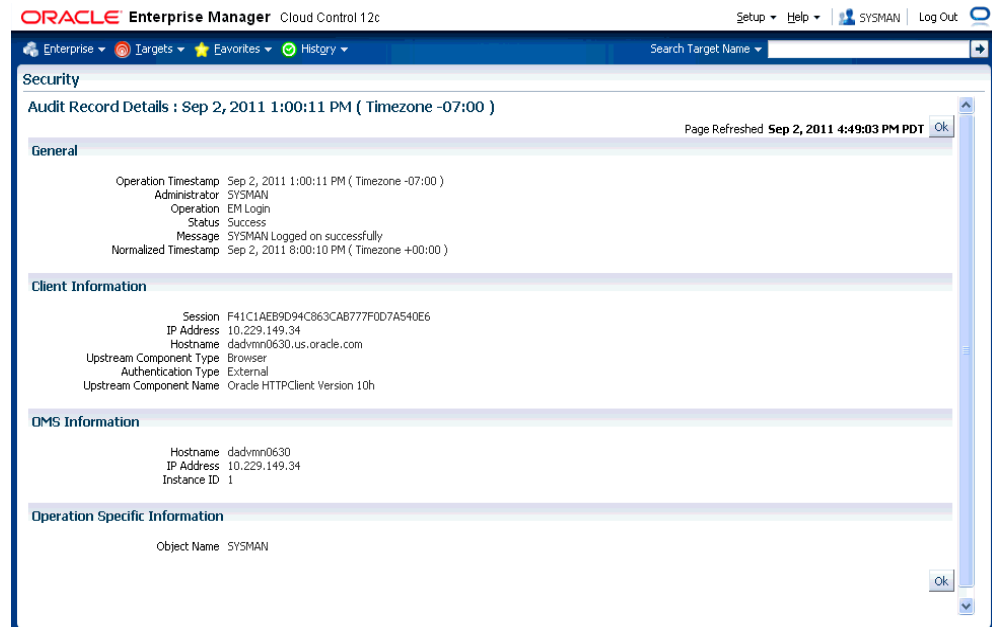 ORACLE Enterprise Manager Cloud Control 12c
Setup Help SYSMAN Log Out
Enterprise Targets Favorites History Search Target Name
Security
Audit Record Details : Sep 2, 2011 1:00:11 PM ( Timezone -07:00 )
Page Refreshed Sep 2, 2011 4:49:03 PM PDT Ok
General
Operation Timestamp Sep 2, 2011 1:00:11 PM ( Timezone -07:00 )
Administrator SYSMAN
Operation EM Login
Status Success
Message SYSMAN Logged on successfully
Normalized Timestamp Sep 2, 2011 8:00:10 PM ( Timezone +00:00 )
Client Information
Session F41C1AEB9D94C863CAB777F0D7A540E6
IP Address 10.229.149.34
Hostname dadvmn0630.us.oracle.com
Upstream Component Type Browser
Authentication Type External
Upstream Component Name Oracle HTTPClient Version 10h
OMS Information
Hostname dadvmn0630
IP Address 10.229.149.34
Instance ID 1
Operation Specific Information
Object Name SYSMAN
Ok